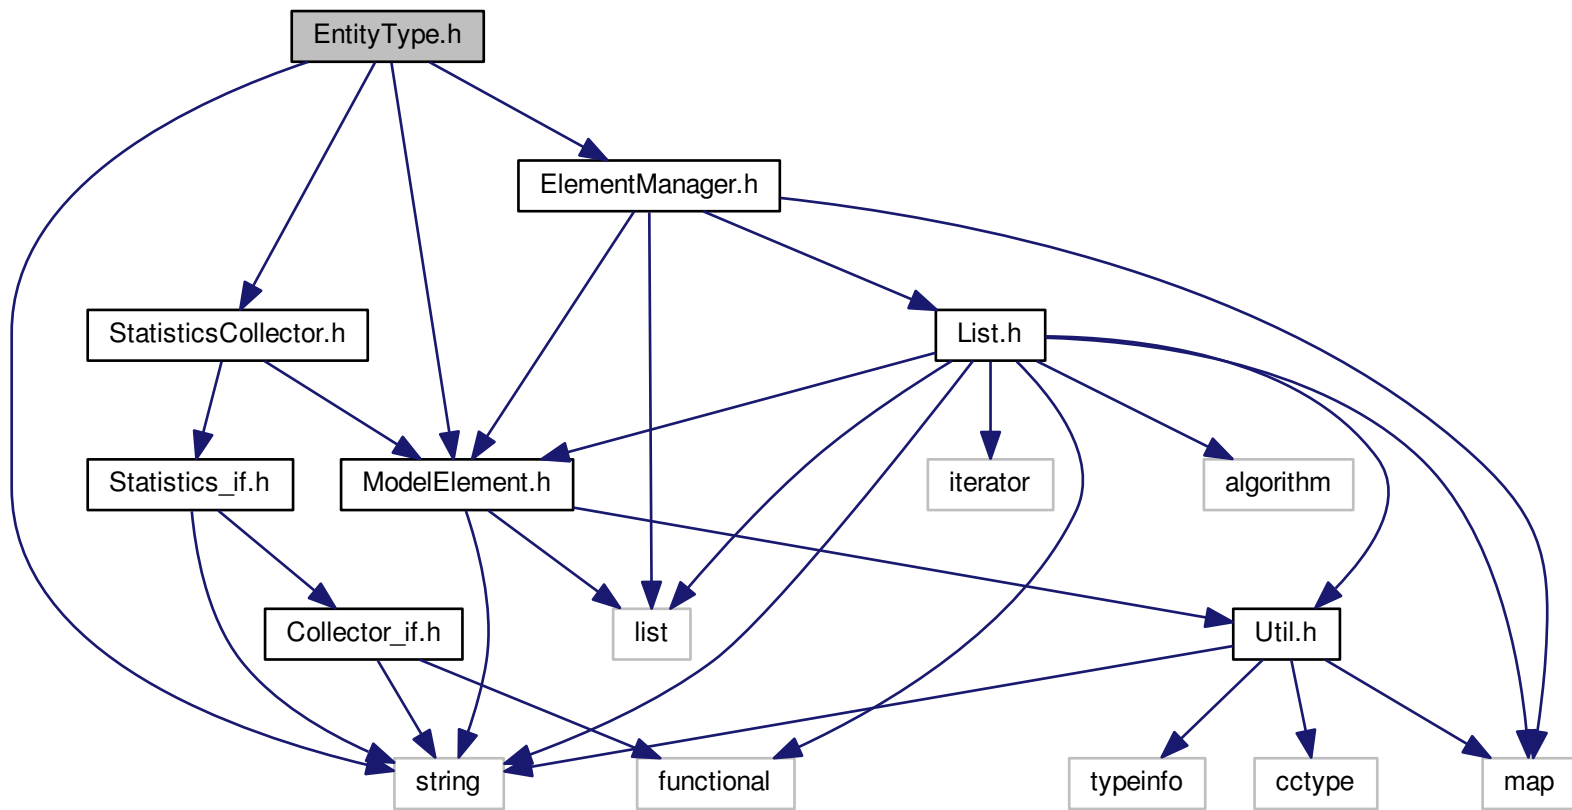 EntityType.h
ElementManager.h
StatisticsCollector.h
List.h
Statistics_if.h
ModelElement.h
iterator
algorithm
Collector_if.h
list
Util.h
string
functional
typeinfo
cctype
map